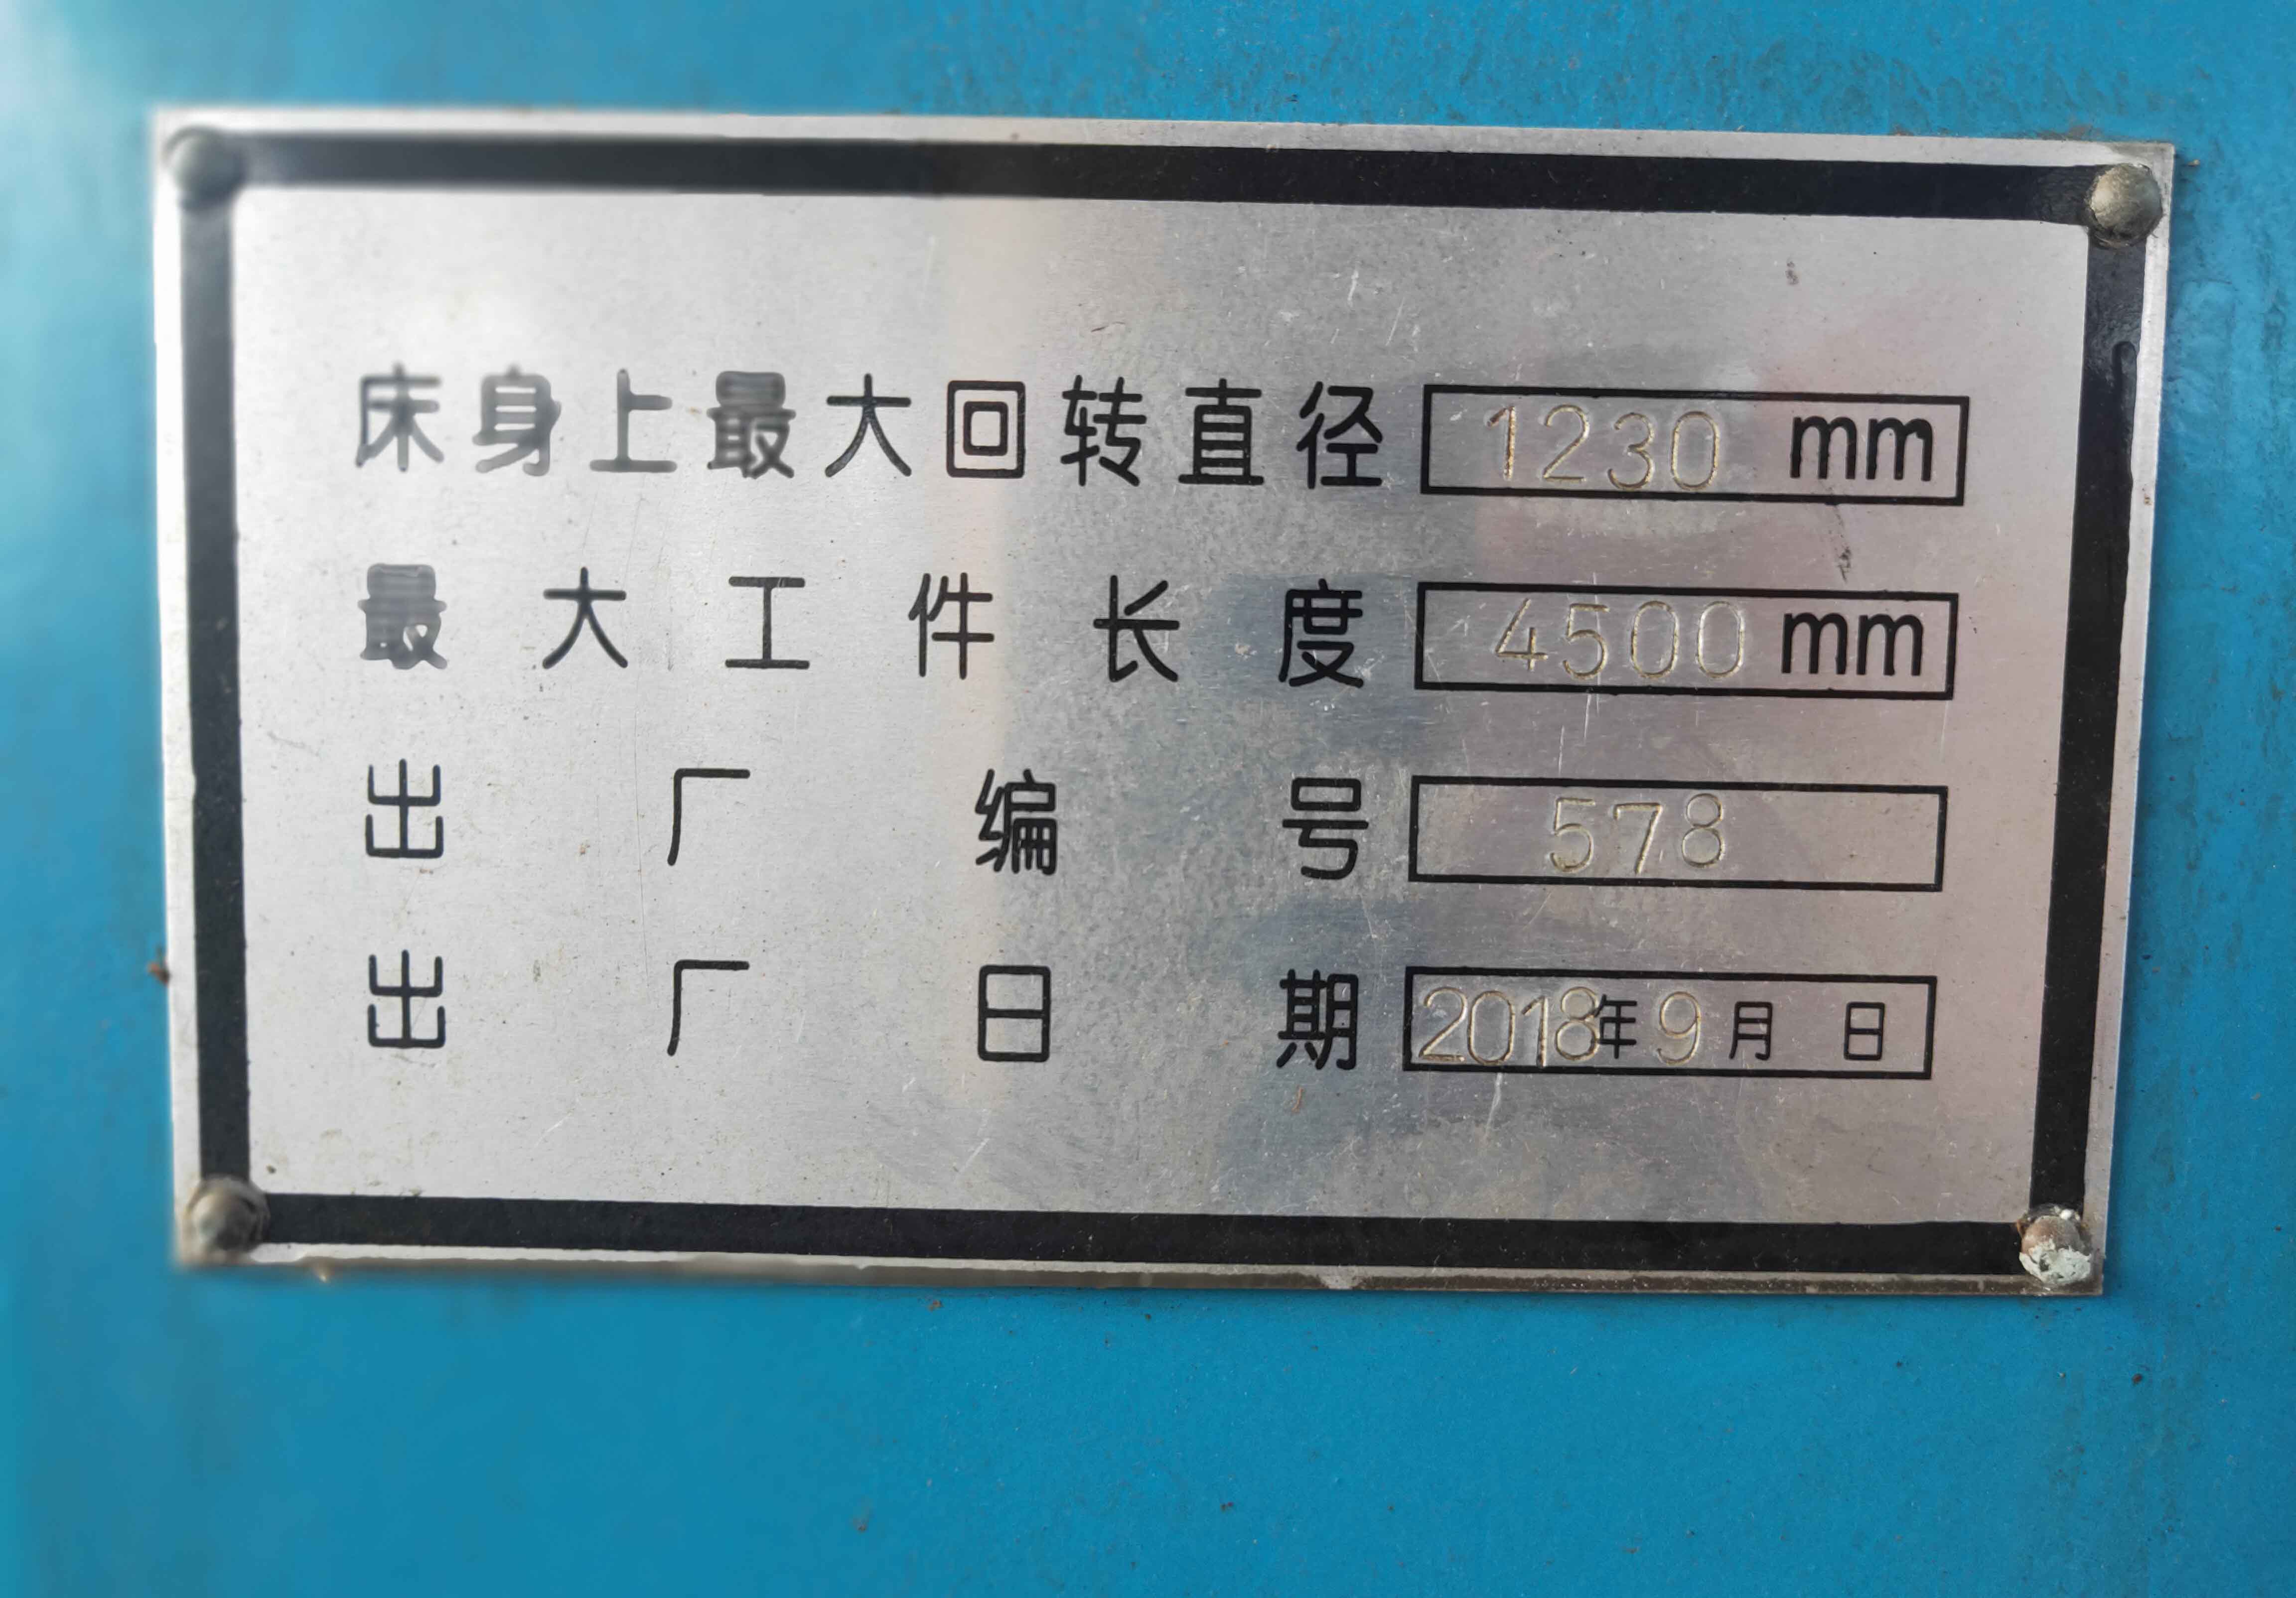 床身上最大回转直径 1230 mm
最大工件长度 4500 mm
出厂编号 578
出厂日期 2018年9月 日